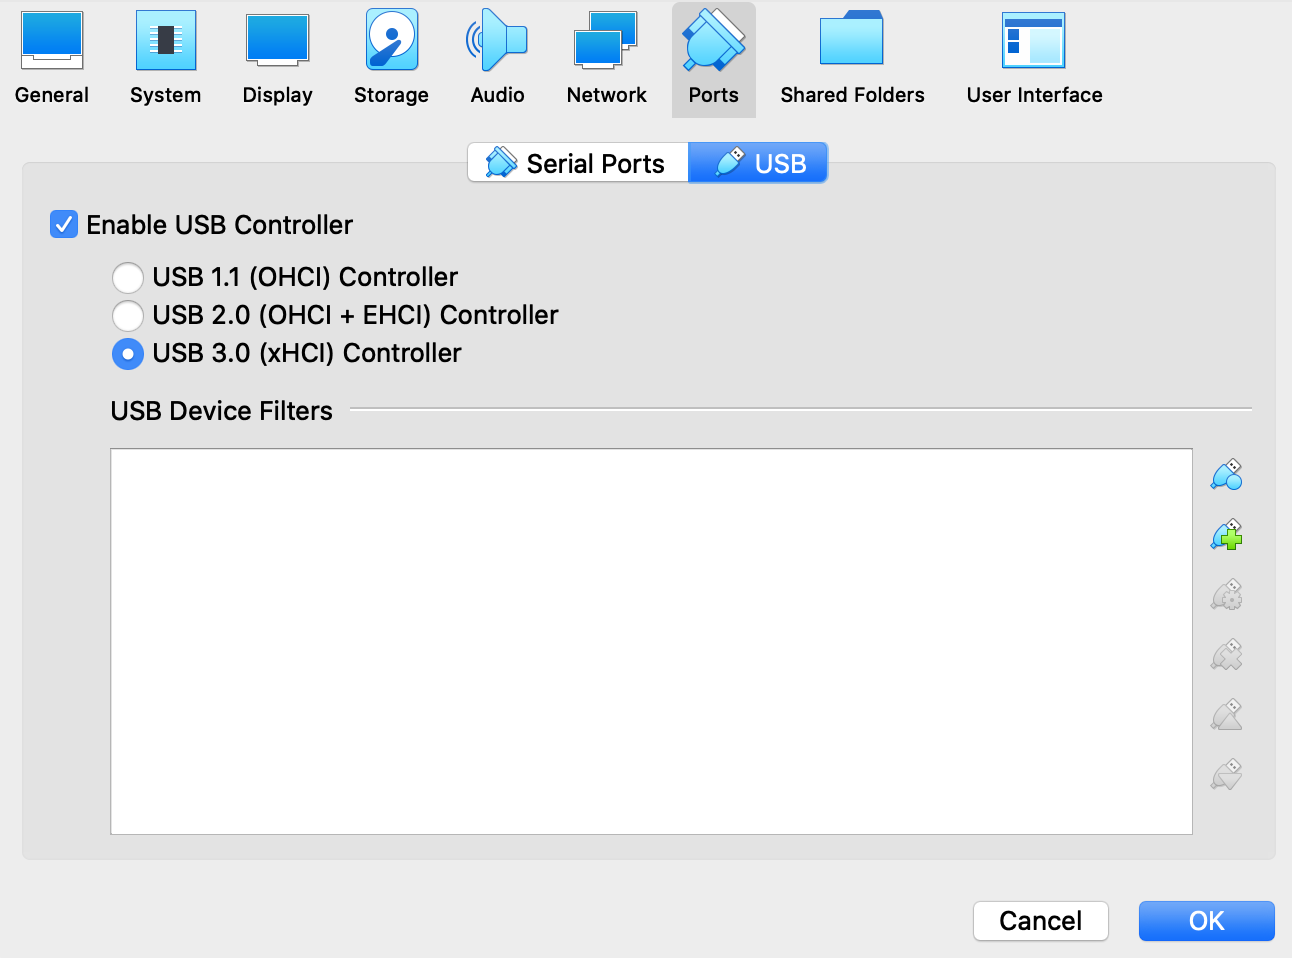 General System Display Storage Audio Network Ports Shared Folders User Interface
Serial Ports USB
Enable USB Controller
USB 1.1 (OHCI) Controller
USB 2.0 (OHCI + EHCI) Controller
USB 3.0 (xHCI) Controller
USB Device Filters
Cancel OK